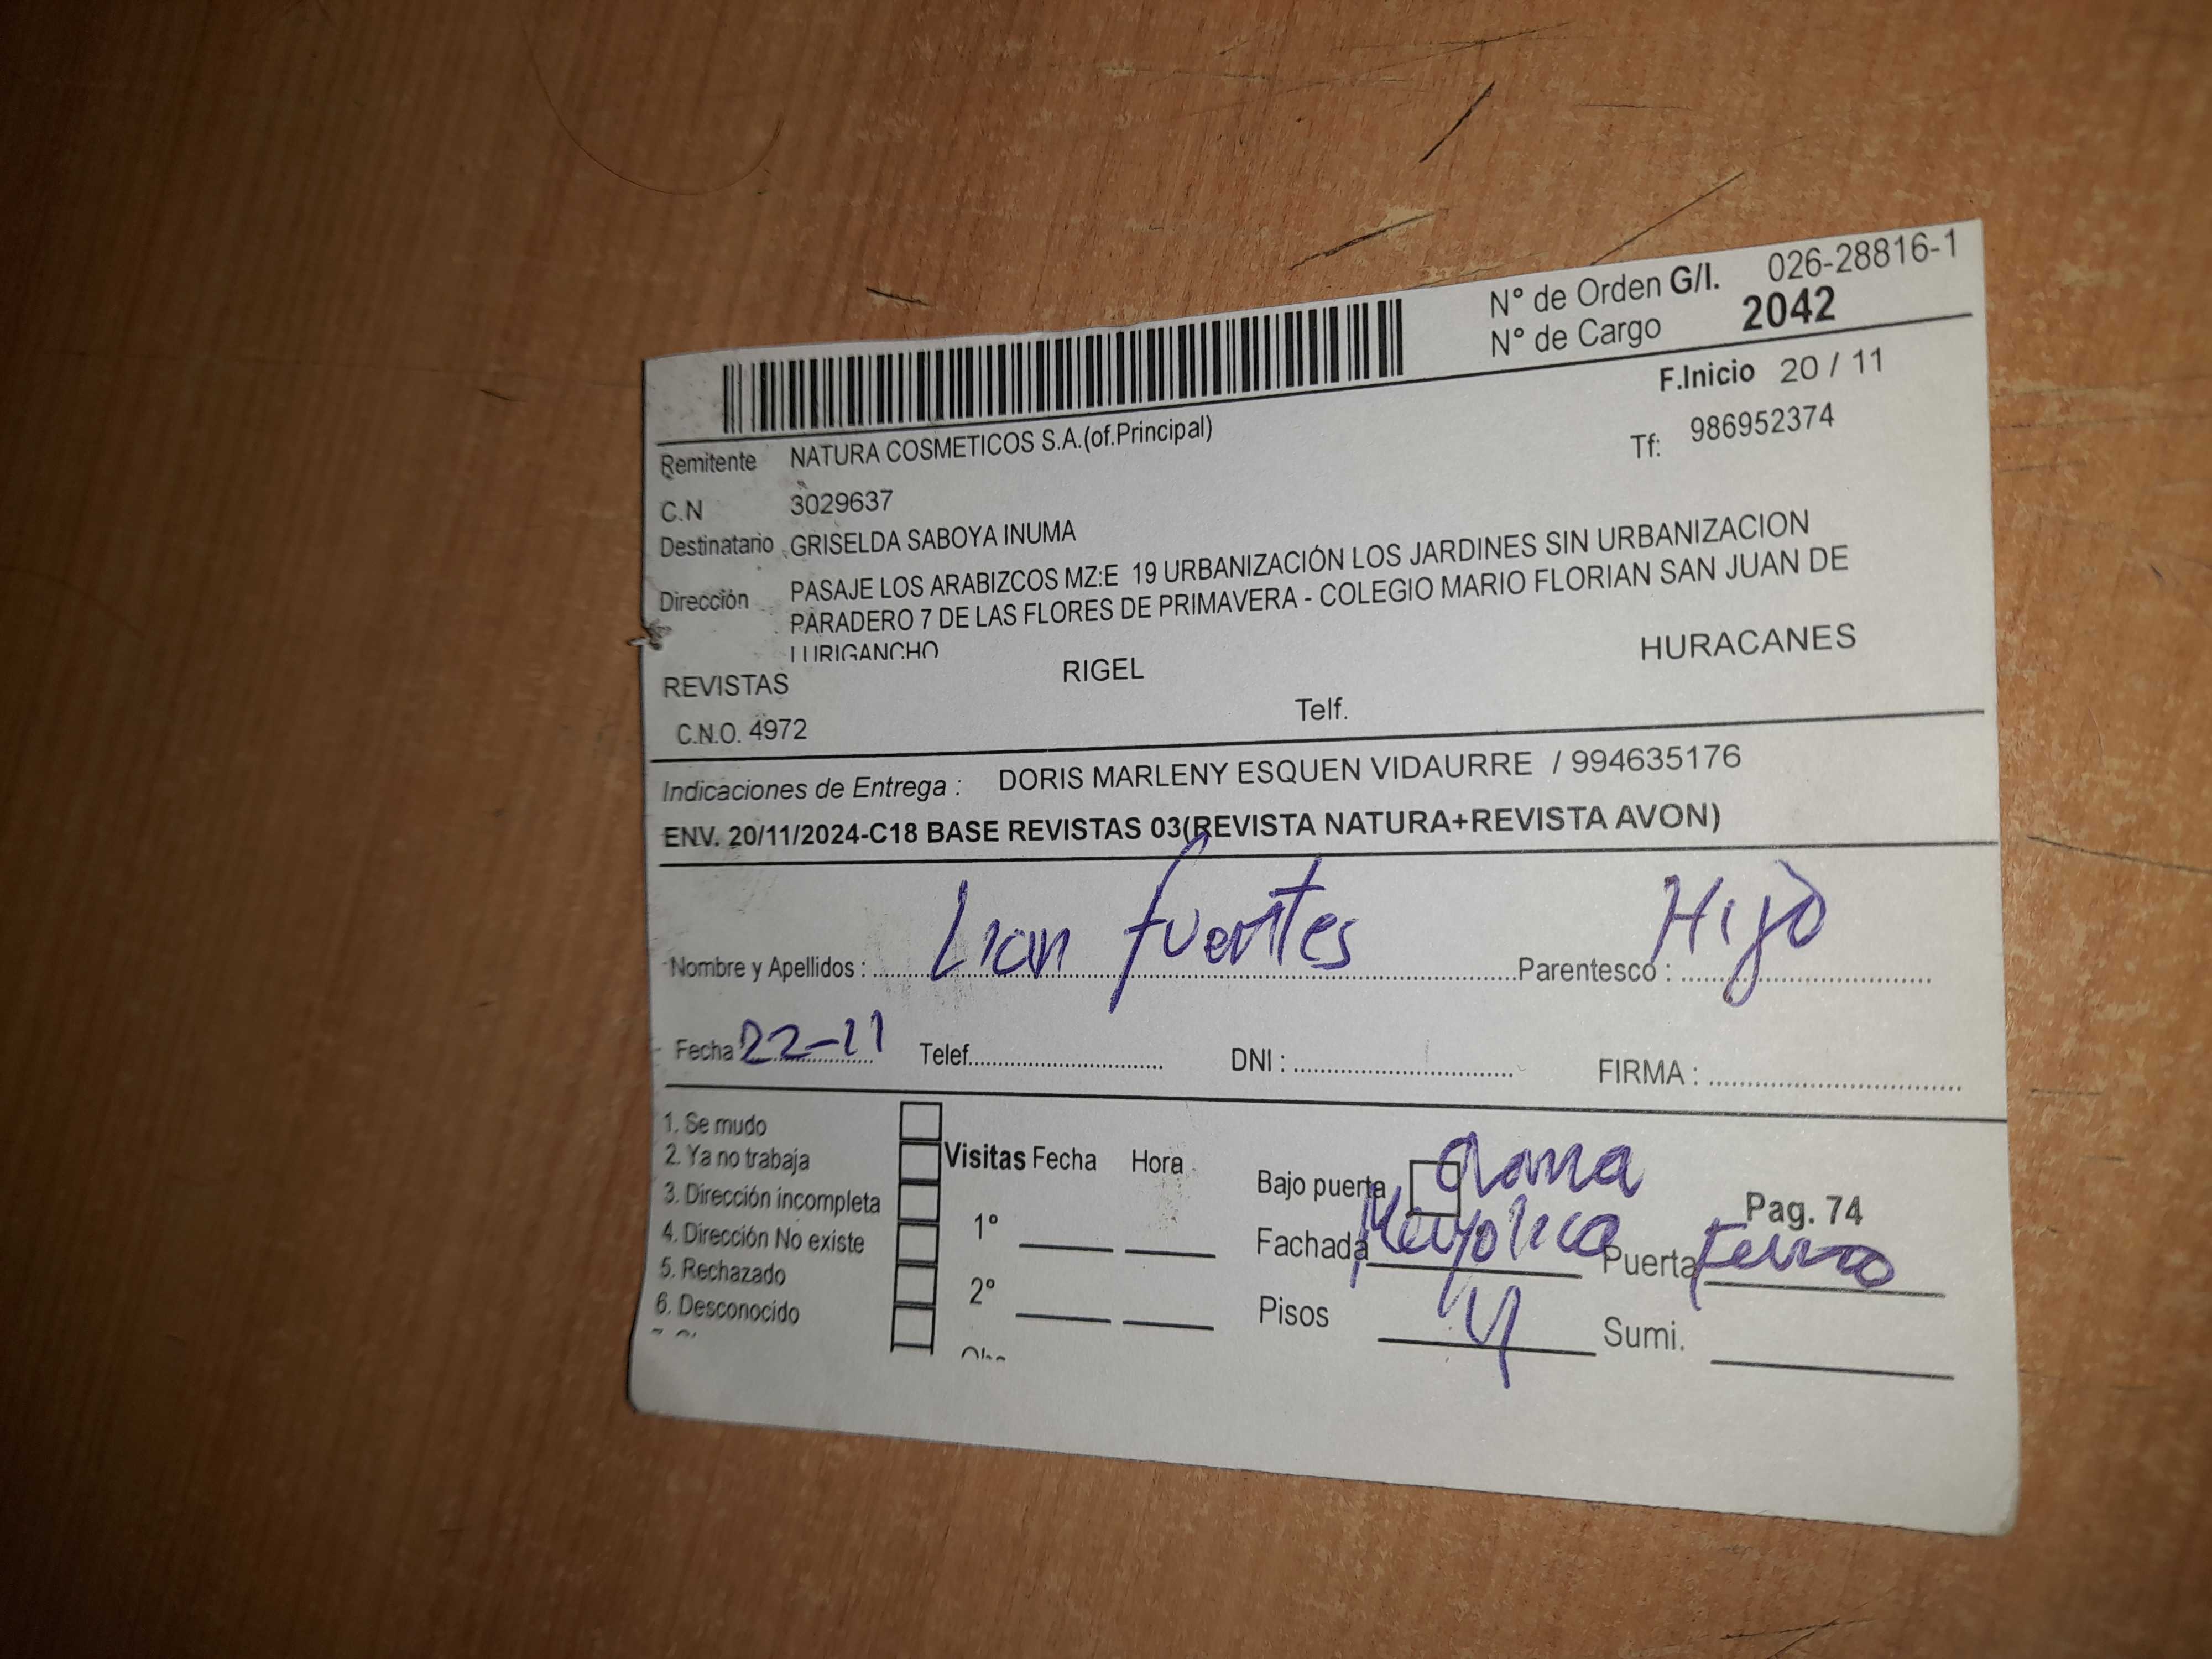 N° de Orden G/I. 026-28816-1
N° de Cargo 2042
F.Inicio 20 / 11
Remitente NATURA COSMETICOS S.A.(of.Principal)
Tf: 986952374
C.N 3029637
Destinatario GRISELDA SABOYA INUMA
Dirección PASAJE LOS ARABIZCOS MZ:E 19 URBANIZACIÓN LOS JARDINES SIN URBANIZACION
PARADERO 7 DE LAS FLORES DE PRIMAVERA - COLEGIO MARIO FLORIAN SAN JUAN DE
LURIGANCHO
REVISTAS RIGEL HURACANES
C.N.O. 4972 Telf.
Indicaciones de Entrega : DORIS MARLENY ESQUEN VIDAURRE / 994635176
ENV. 20/11/2024-C18 BASE REVISTAS 03(REVISTA NATURA+REVISTA AVON)
Nombre y Apellidos : Lian fuentes Parentesco : Hijo
Fecha 22-11 Telef. DNI : FIRMA :
1. Se mudo
2. Ya no trabaja
3. Dirección incompleta
4. Dirección No existe
5. Rechazado
6. Desconocido
Visitas Fecha Hora
1°
2°
Bajo puerta
Pag. 74
Fachada Mayolica Puerta Ferro
Pisos 4 Sumi.